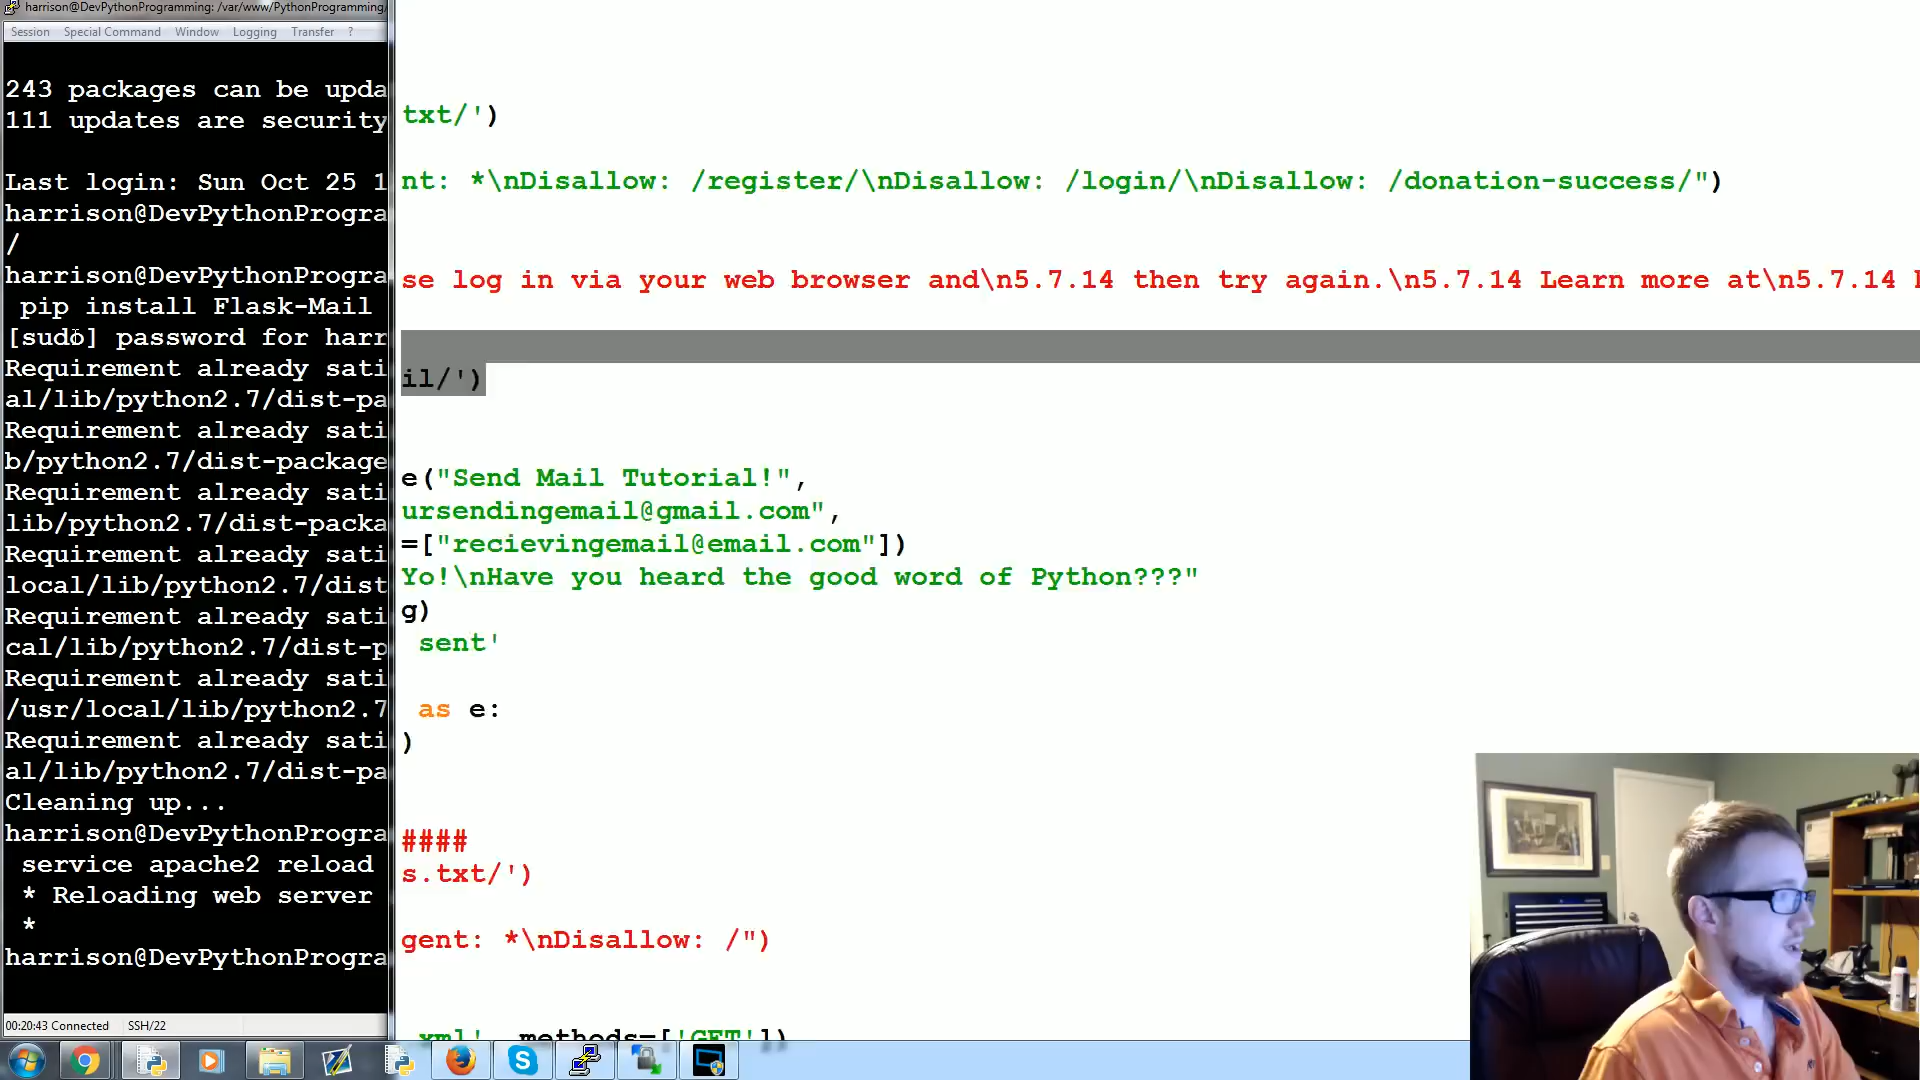 harrison@DevPythonProgramming: /var/www/PythonProgramming/
Session Special Command Window Logging Transfer ?
243 packages can be upda
111 updates are security
Last login: Sun Oct 25 1
harrison@DevPythonProgra
/
harrison@DevPythonProgra
pip install Flask-Mail
[sudo] password for harr
Requirement already sati
al/lib/python2.7/dist-pa
Requirement already sati
b/python2.7/dist-package
Requirement already sati
lib/python2.7/dist-packa
Requirement already sati
local/lib/python2.7/dist
Requirement already sati
cal/lib/python2.7/dist-p
Requirement already sati
/usr/local/lib/python2.7
Requirement already sati
al/lib/python2.7/dist-pa
Cleaning up...
harrison@DevPythonProgra
service apache2 reload
* Reloading web server
*
harrison@DevPythonProgra
00:20:43 Connected SSH/22
txt/')
nt: *\nDisallow: /register/\nDisallow: /login/\nDisallow: /donation-success/")
se log in via your web browser and\n5.7.14 then try again.\n5.7.14 Learn more at\n5.7.14
il/')
e("Send Mail Tutorial!",
ursendingemail@gmail.com",
=["recievingemail@email.com"])
Yo!\nHave you heard the good word of Python???"
g)
sent'
as e:
)
####
s.txt/')
gent: *\nDisallow: /")
xml', methods=['GET'])